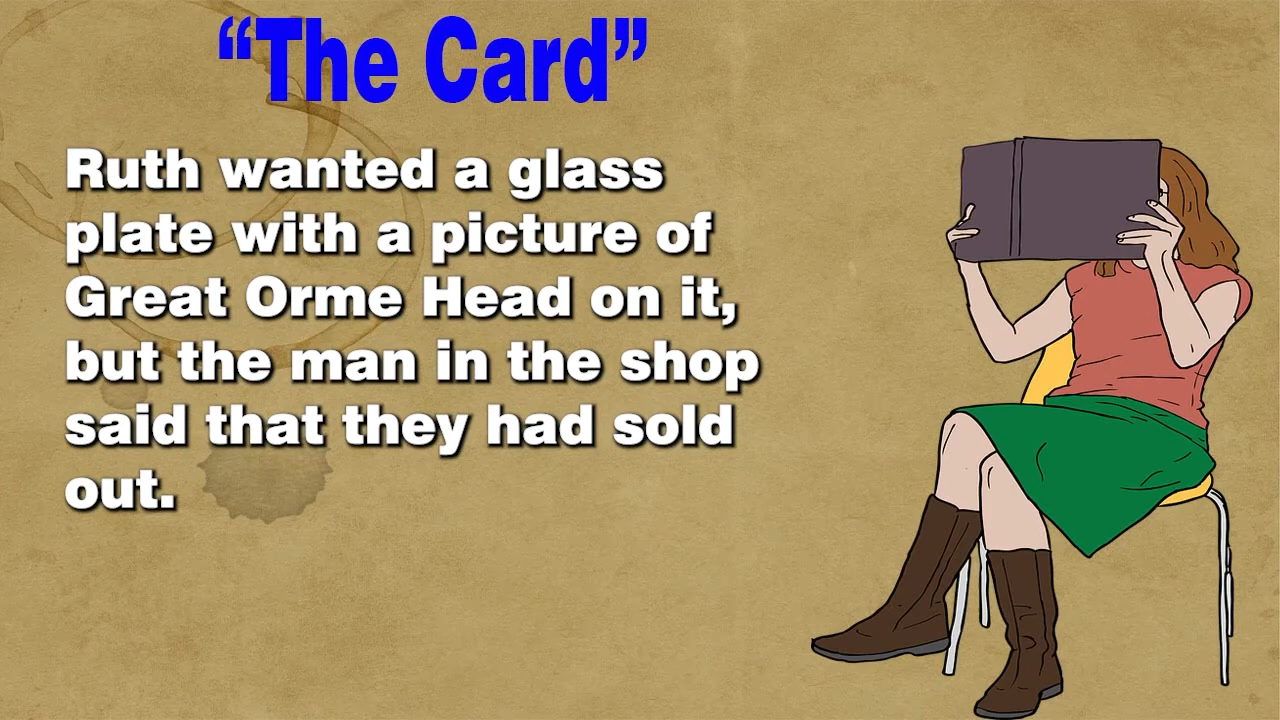 “The Card”
Ruth wanted a glass
plate with a picture of
Great Orme Head on it,
but the man in the shop
said that they had sold
out.